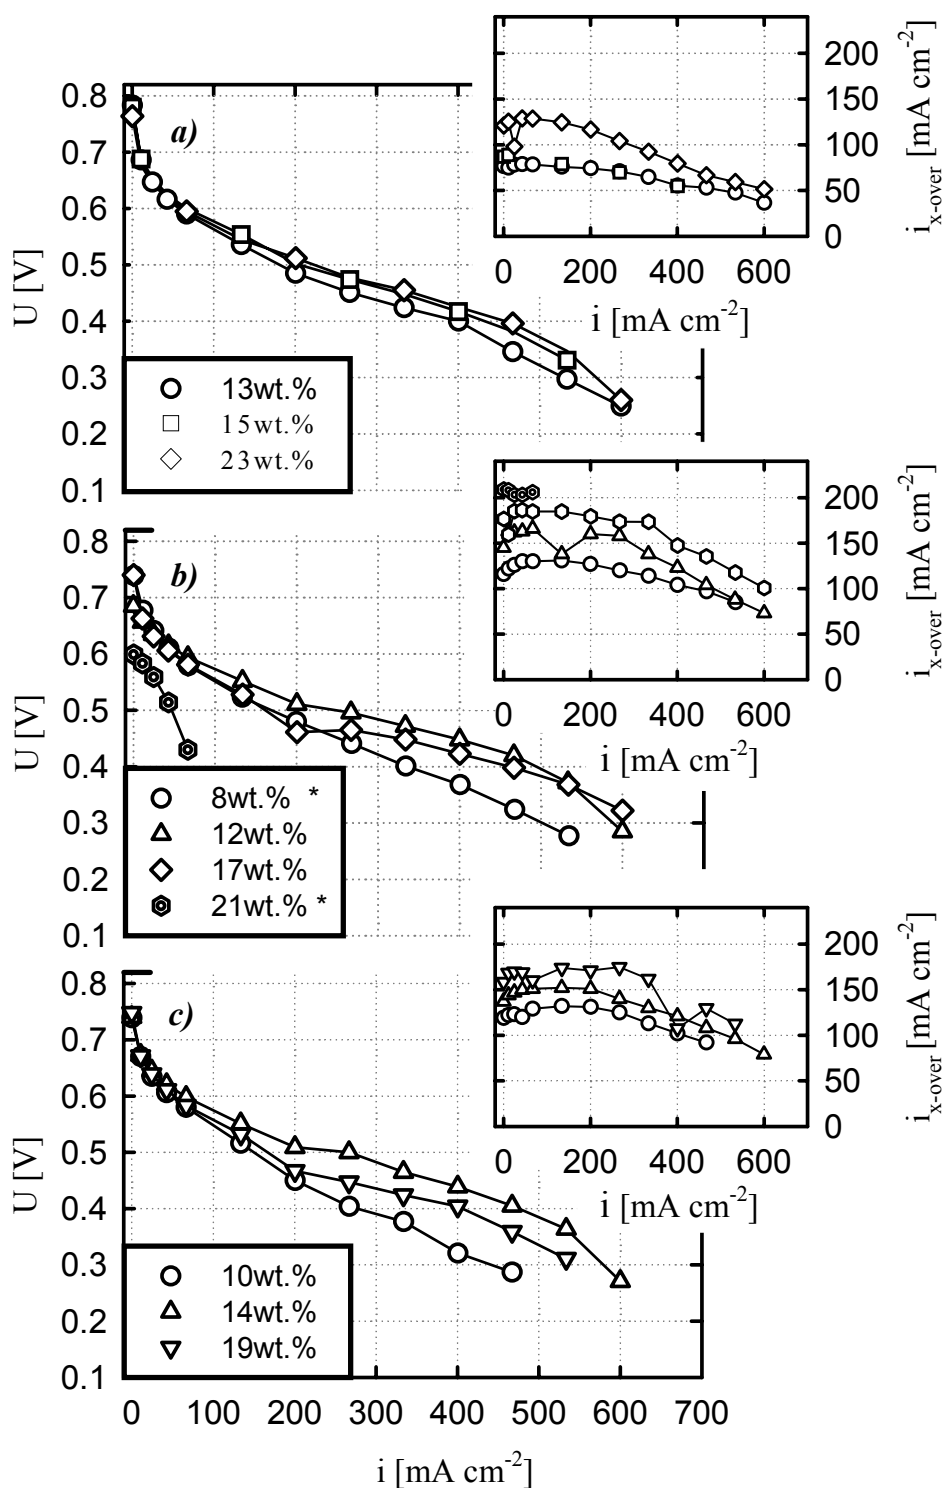 a)
U [V]
0.8
0.7
0.6
0.5
0.4
0.3
0.2
0.1
13wt.%
15wt.%
23wt.%
200
150
100
50
0
i_x-over [mA cm-2]
0 200 400 600
i [mA cm-2]
b)
U [V]
0.8
0.7
0.6
0.5
0.4
0.3
0.2
0.1
8wt.% *
12wt.%
17wt.%
21wt.% *
200
150
100
50
0
i_x-over [mA cm-2]
0 200 400 600
i [mA cm-2]
c)
U [V]
0.8
0.7
0.6
0.5
0.4
0.3
0.2
0.1
10wt.%
14wt.%
19wt.%
200
150
100
50
0
i_x-over [mA cm-2]
0 200 400 600
i [mA cm-2]
0 100 200 300 400 500 600 700
i [mA cm-2]